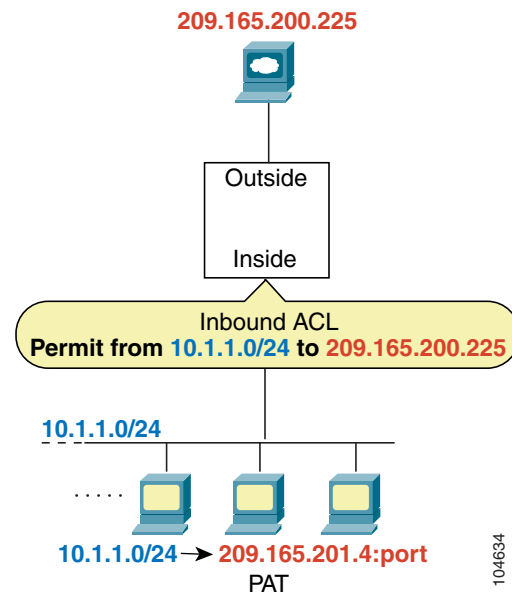 209.165.200.225
Outside
Inside
Inbound ACL
Permit from 10.1.1.0/24 to 209.165.200.225
10.1.1.0/24
10.1.1.0/24 → 209.165.201.4:port
PAT
104634